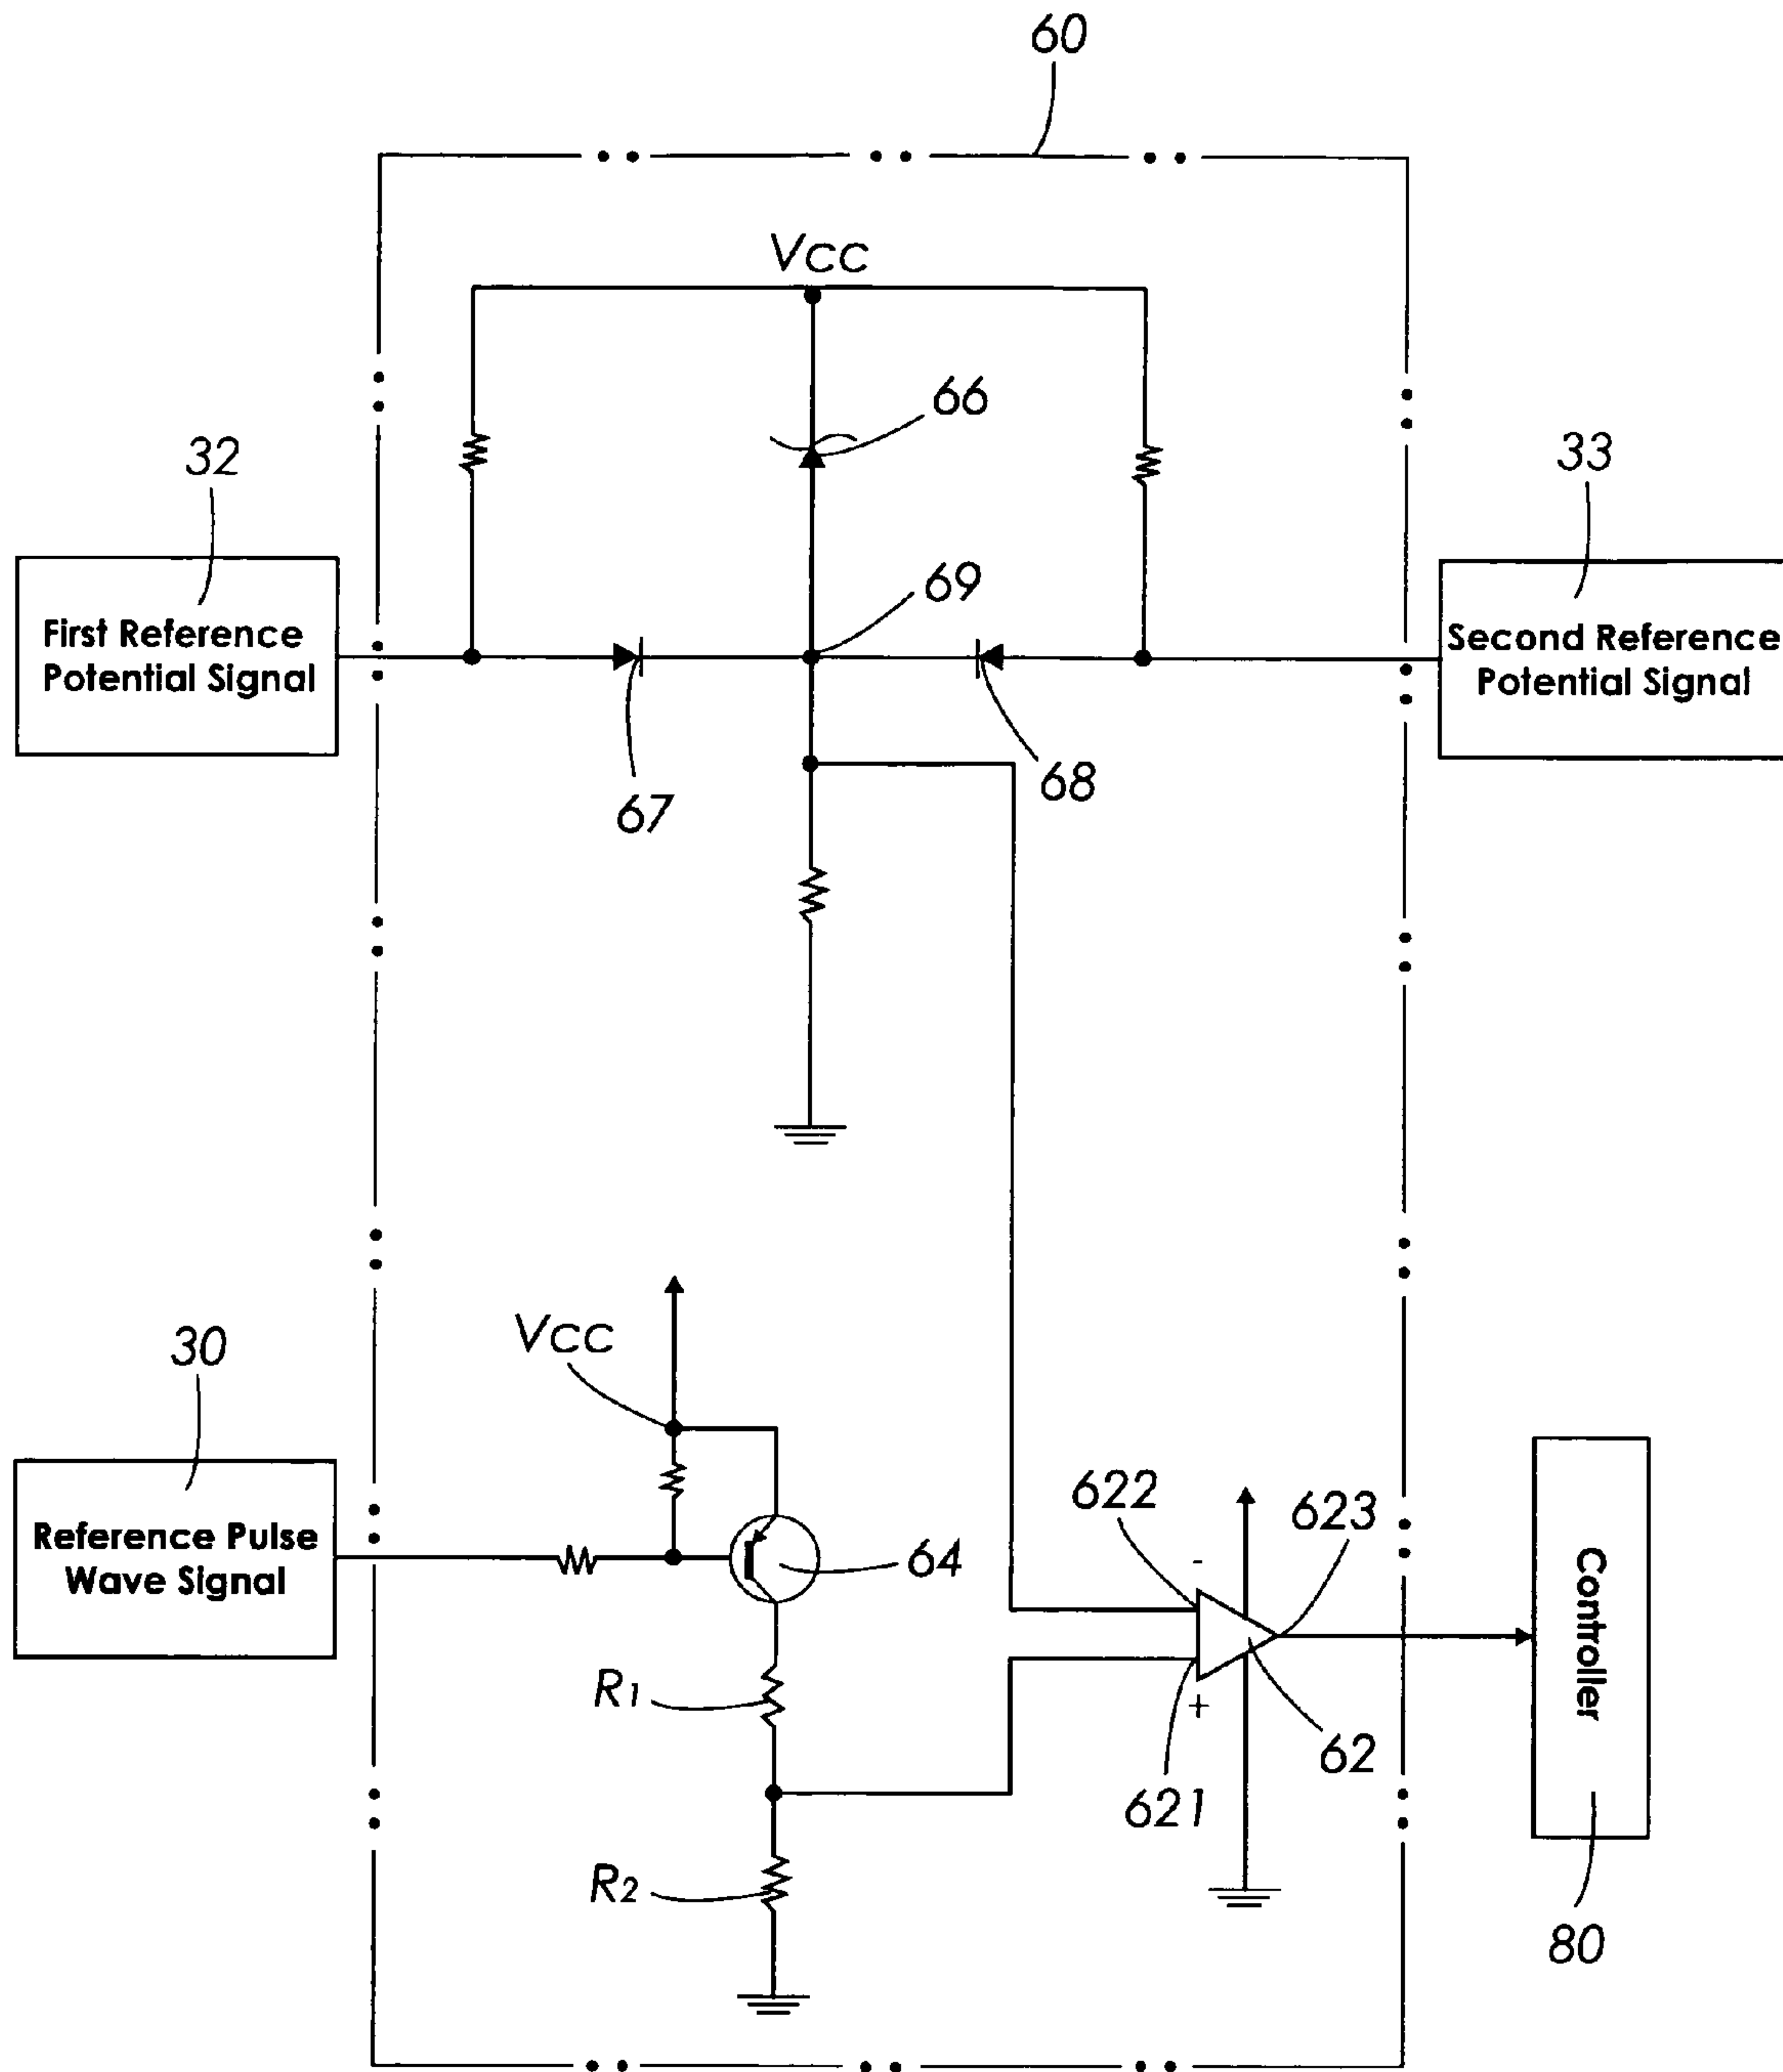 60
VCC
66
32
33
69
First Reference
Potential Signal
Second Reference
Potential Signal
67
68
VCC
30
Reference Pulse
Wave Signal
64
622
-
623
R1
+
62
621
R2
Controller
80